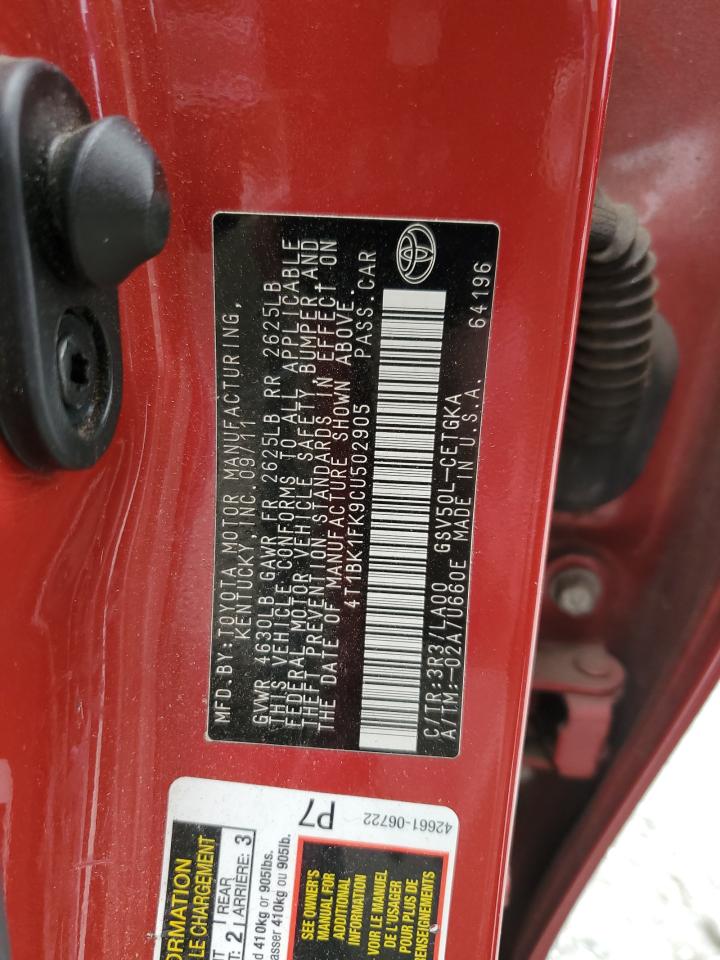 MFD. BY: TOYOTA MOTOR MANUFACTURING,
KENTUCKY, INC. 09/11
GVWR 4630LB GAWR FR 2625LB RR 2625LB
THIS VEHICLE CONFORMS TO ALL APPLICABLE
FEDERAL MOTOR VEHICLE SAFETY, BUMPER, AND
THEFT PREVENTION STANDARDS IN EFFECT ON
THE DATE OF MANUFACTURE SHOWN ABOVE.
4T1BK1FK9CU502905 PASS. CAR
C/TR:3R3/LA00 GSV50L-CETGKA
A/TM:-02A/U660E MADE IN U.S.A. 64196
P7
42661-06722
LE CHARGEMENT
REAR
2 ARRIÈRE: 3
410kg or 905lbs.
410kg ou 905lb.
SEE OWNER'S
MANUAL FOR
ADDITIONAL
INFORMATION
VOIR LE MANUEL
DE L'USAGER
POUR PLUS DE
RENSEIGNEMENTS